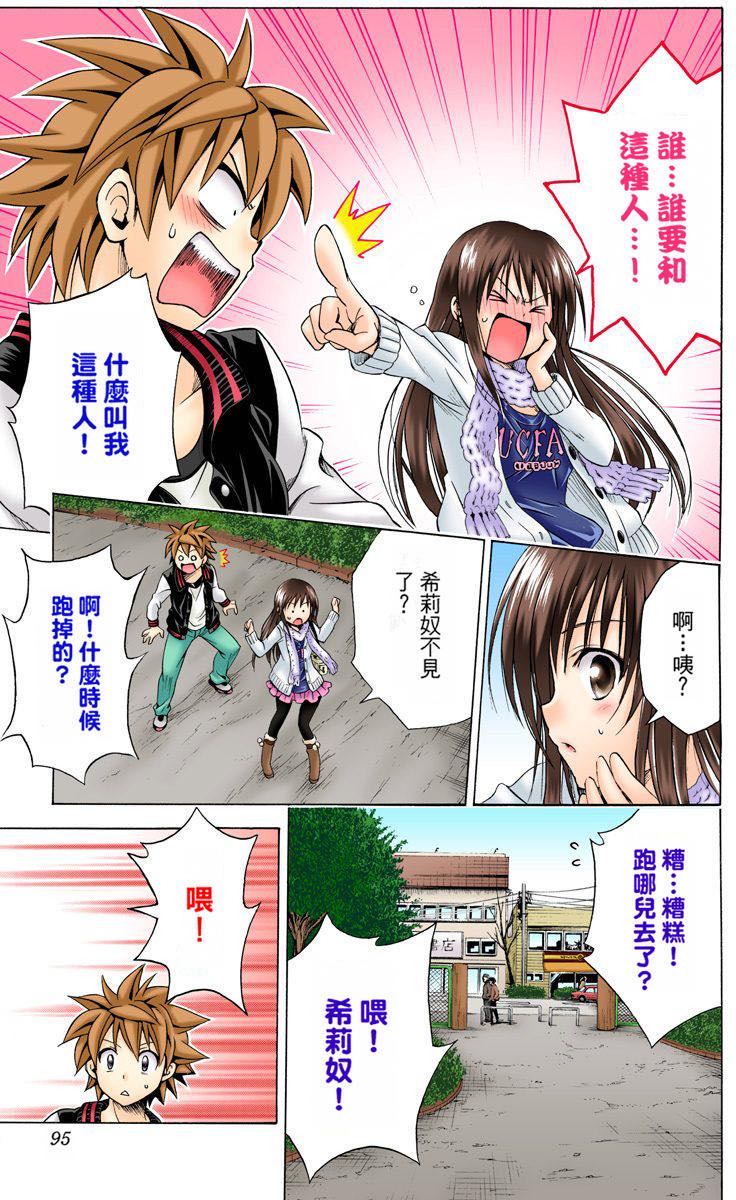 誰…誰要和
這種人…！
什麼叫我
這種人！
UCFA
啊…咦？
希莉奴不見
了？
啊！什麼時候
跑掉的？
糟…糟糕！
跑哪兒去了？
書店
喂！
希莉奴！
喂！
95